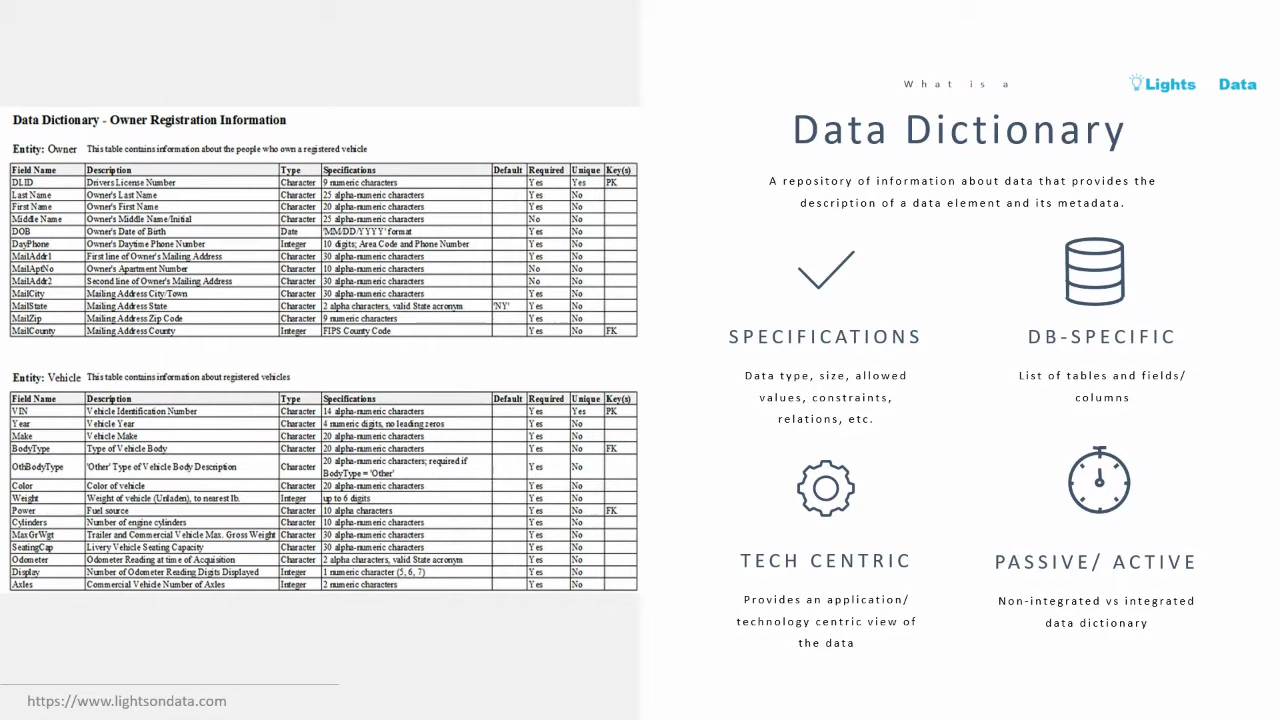 Data Dictionary - Owner Registration Information
Entity: Owner This table contains information about the people who own a registered vehicle
Field Name Description Type Specifications Default Required Unique Key(s)
DLID Drivers License Number Character 9 numeric characters Yes Yes PK
Last Name Owner's Last Name Character 25 alpha-numeric characters Yes No
First Name Owner's First Name Character 20 alpha-numeric characters Yes No
Middle Name Owner's Middle Name/Initial Character 25 alpha-numeric characters No No
DOB Owner's Date of Birth Date 'MM/DD/YYYY' format Yes No
DayPhone Owner's Daytime Phone Number Integer 10 digits; Area Code and Phone Number Yes No
MailAddr1 First line of Owner's Mailing Address Character 30 alpha-numeric characters Yes No
MailAptNo Owner's Apartment Number Character 10 alpha-numeric characters No No
MailAddr2 Second line of Owner's Mailing Address Character 30 alpha-numeric characters No No
MailCity Mailing Address City/Town Character 30 alpha-numeric characters Yes No
MailState Mailing Address State Character 2 alpha characters, valid State acronym 'NY' Yes No
MailZip Mailing Address Zip Code Character 9 numeric characters Yes No
MailCounty Mailing Address County Integer FIPS County Code Yes No FK
Entity: Vehicle This table contains information about registered vehicles
Field Name Description Type Specifications Default Required Unique Key(s)
VIN Vehicle Identification Number Character 14 alpha-numeric characters Yes Yes PK
Year Vehicle Year Character 4 numeric digits, no leading zeros Yes No
Make Vehicle Make Character 20 alpha-numeric characters Yes No
BodyType Type of Vehicle Body Character 20 alpha-numeric characters Yes No FK
OthBodyType 'Other' Type of Vehicle Body Description Character 20 alpha-numeric characters; required if Yes No
BodyType = 'Other'
Color Color of vehicle Character 20 alpha-numeric characters Yes No
Weight Weight of vehicle (Unladen), to nearest lb. Integer up to 6 digits Yes No
Power Fuel source Character 10 alpha characters Yes No FK
Cylinders Number of engine cylinders Character 10 alpha-numeric characters Yes No
MaxGrWgt Trailer and Commercial Vehicle Max. Gross Weight Character 30 alpha-numeric characters Yes No
SeatingCap Livery Vehicle Seating Capacity Character 30 alpha-numeric characters Yes No
Odometer Odometer Reading at time of Acquisition Character 2 alpha characters, valid State acronym Yes No
Display Number of Odometer Reading Digits Displayed Integer 1 numeric character (5, 6, 7) Yes No
Axles Commercial Vehicle Number of Axles Integer 2 numeric characters Yes No
https://www.lightsondata.com
What is a
Lights Data
Data Dictionary
A repository of information about data that provides the
description of a data element and its metadata.
SPECIFICATIONS
Data type, size, allowed
values, constraints,
relations, etc.
DB-SPECIFIC
List of tables and fields/
columns
TECH CENTRIC
Provides an application/
technology centric view of
the data
PASSIVE/ ACTIVE
Non-integrated vs integrated
data dictionary